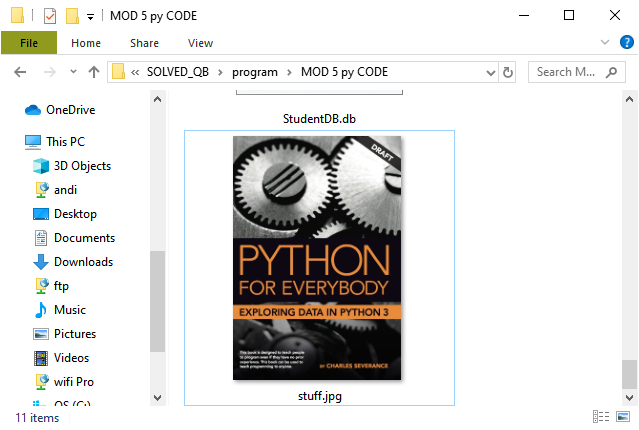 MOD 5 py CODE
File Home Share View
SOLVED_QB program MOD 5 py CODE Search M...
OneDrive
This PC
3D Objects
andi
Desktop
Documents
Downloads
ftp
Music
Pictures
Videos
wifi Pro
OS (C:)
StudentDB.db
DRAFT
PYTHON
FOR EVERYBODY
EXPLORING DATA IN PYTHON 3
This book is designed to teach people
to program even if they have no prior
experience. This book can be used to
teach programming to anyone.
BY CHARLES SEVERANCE
stuff.jpg
11 items